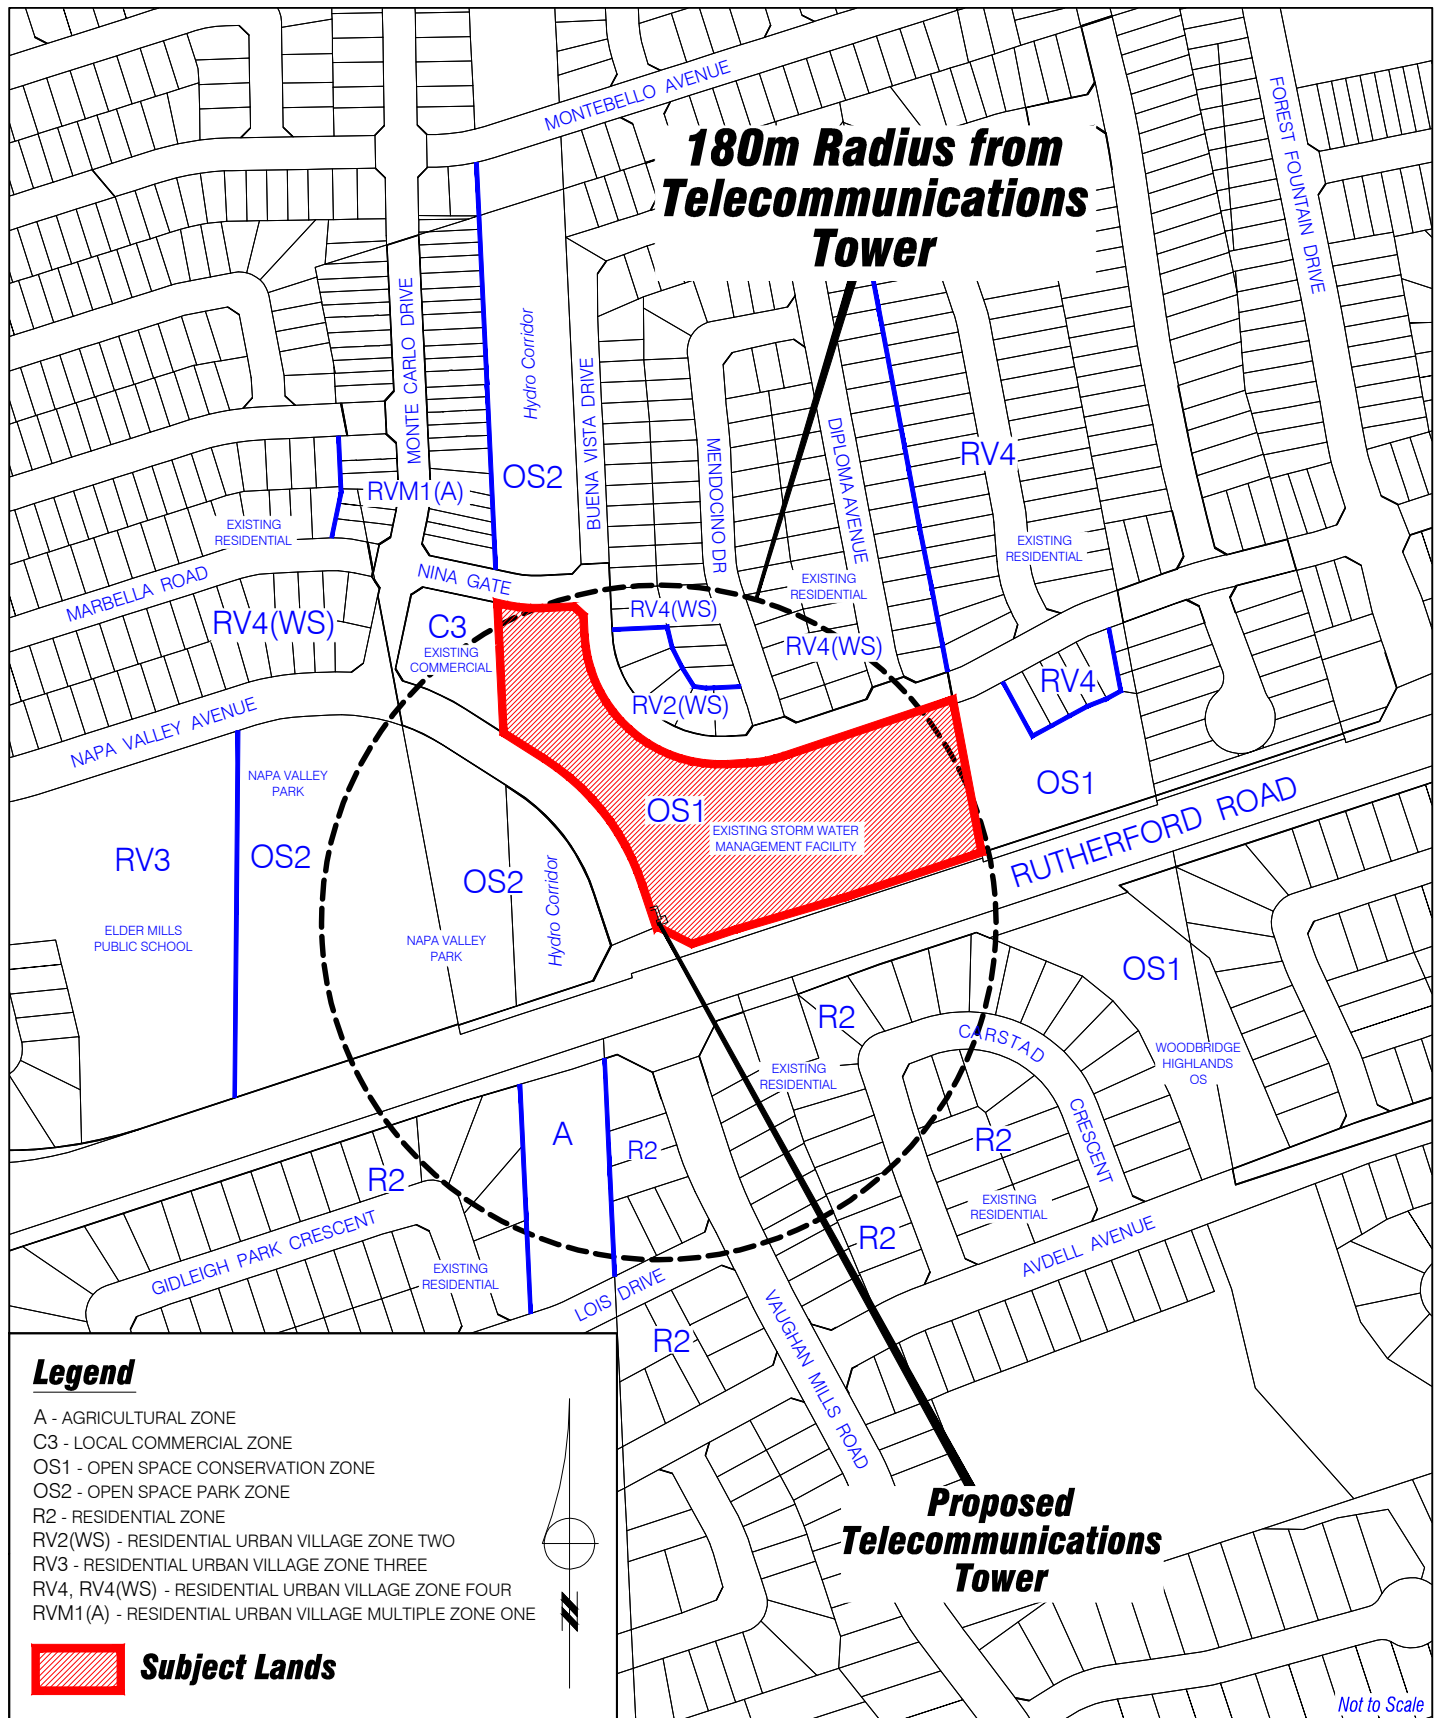 MONTEBELLO AVENUE
FOREST FOUNTAIN DRIVE
180m Radius from
Telecommunications
Tower
MONTE CARLO DRIVE
Hydro Corridor
OS2
BUENA VISTA DRIVE
MENDOCINO DR
DIPLOMA AVENUE
RV4
EXISTING
RESIDENTIAL
RVM1(A)
EXISTING
RESIDENTIAL
MARBELLA ROAD
RV4(WS)
NINA GATE
C3
EXISTING
COMMERCIAL
EXISTING
RESIDENTIAL
RV4(WS)
RV4(WS)
RV2(WS)
RV4
NAPA VALLEY AVENUE
NAPA VALLEY
PARK
OS2
RV3
ELDER MILLS
PUBLIC SCHOOL
OS2
NAPA VALLEY
PARK
Hydro Corridor
OS1
EXISTING STORM WATER
MANAGEMENT FACILITY
OS1
RUTHERFORD ROAD
OS1
WOODBRIDGE
HIGHLANDS
OS
R2
CARSTAD
CRESCENT
EXISTING
RESIDENTIAL
R2
EXISTING
RESIDENTIAL
A
R2
R2
R2
GIDLEIGH PARK CRESCENT
EXISTING
RESIDENTIAL
LOIS DRIVE
AVDELL AVENUE
R2
VAUGHAN MILLS ROAD
Proposed
Telecommunications
Tower
Legend
A - AGRICULTURAL ZONE
C3 - LOCAL COMMERCIAL ZONE
OS1 - OPEN SPACE CONSERVATION ZONE
OS2 - OPEN SPACE PARK ZONE
R2 - RESIDENTIAL ZONE
RV2(WS) - RESIDENTIAL URBAN VILLAGE ZONE TWO
RV3 - RESIDENTIAL URBAN VILLAGE ZONE THREE
RV4, RV4(WS) - RESIDENTIAL URBAN VILLAGE ZONE FOUR
RVM1(A) - RESIDENTIAL URBAN VILLAGE MULTIPLE ZONE ONE
Subject Lands
Not to Scale